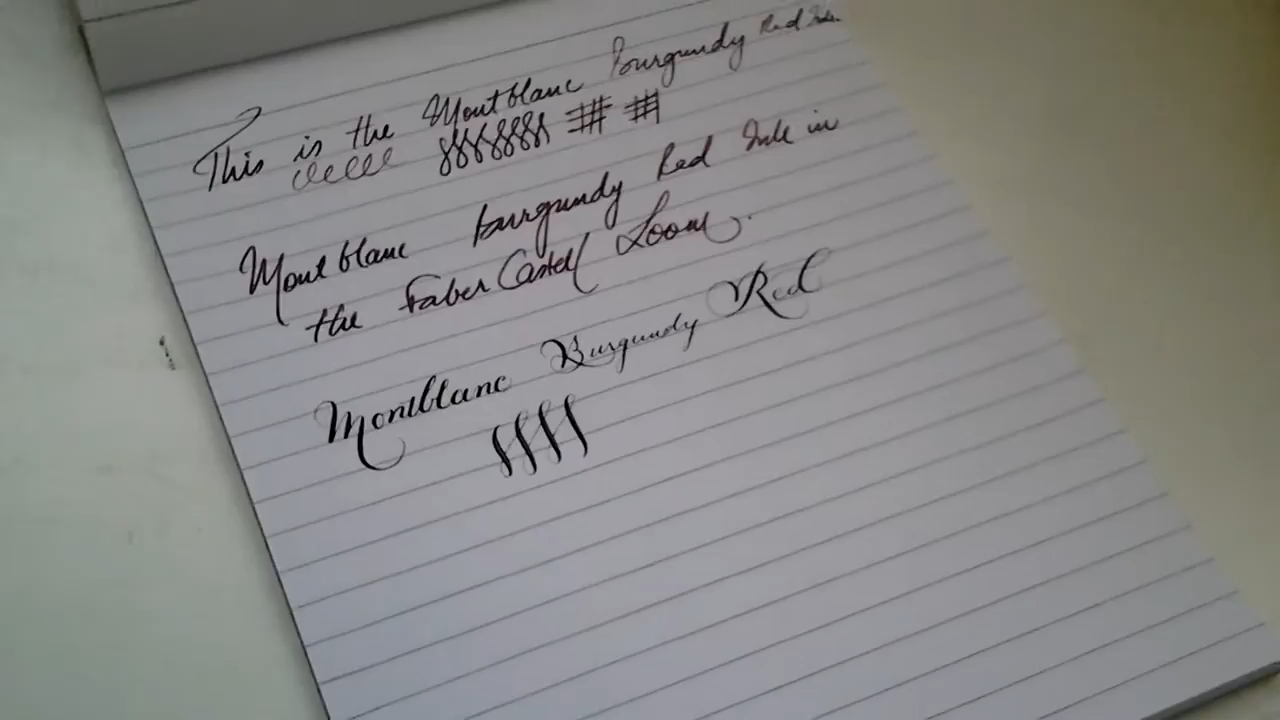 This is the Montblanc Burgundy Red Ink.
Montblanc Burgundy Red Ink in
the Faber Castell Loom.
Montblanc Burgundy Red